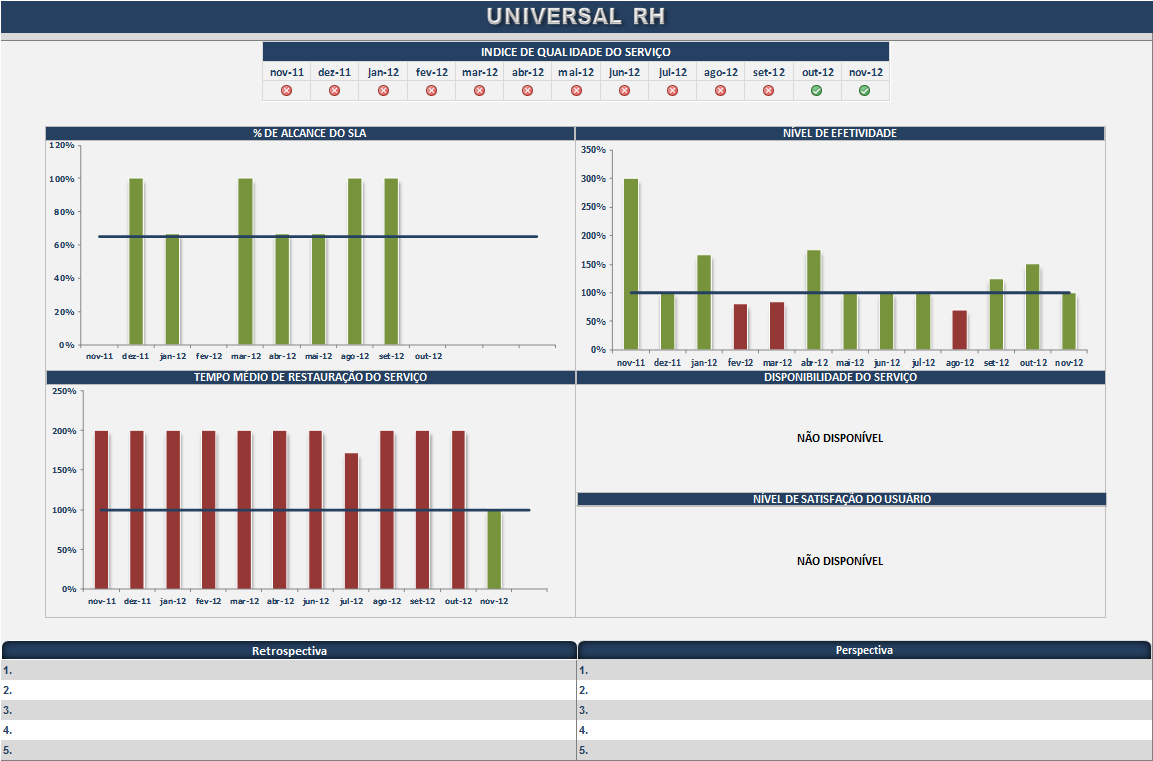 UNIVERSAL RH
INDICE DE QUALIDADE DO SERVIÇO
nov-11 dez-11 jan-12 fev-12 mar-12 abr-12 mai-12 jun-12 jul-12 ago-12 set-12 out-12 nov-12
% DE ALCANCE DO SLA
120%
100%
80%
60%
40%
20%
0%
nov-11 dez-11 jan-12 fev-12 mar-12 abr-12 mai-12 ago-12 set-12 out-12
NÍVEL DE EFETIVIDADE
350%
300%
250%
200%
150%
100%
50%
0%
nov-11 dez-11 jan-12 fev-12 mar-12 abr-12 mai-12 jun-12 jul-12 ago-12 set-12 out-12 nov-12
TEMPO MÉDIO DE RESTAURAÇÃO DO SERVIÇO
250%
200%
150%
100%
50%
0%
nov-11 dez-11 jan-12 fev-12 mar-12 abr-12 jun-12 jul-12 ago-12 set-12 out-12 nov-12
DISPONIBILIDADE DO SERVIÇO
NÃO DISPONÍVEL
NÍVEL DE SATISFAÇÃO DO USUÁRIO
NÃO DISPONÍVEL
Retrospectiva
1.
2.
3.
4.
5.
Perspectiva
1.
2.
3.
4.
5.